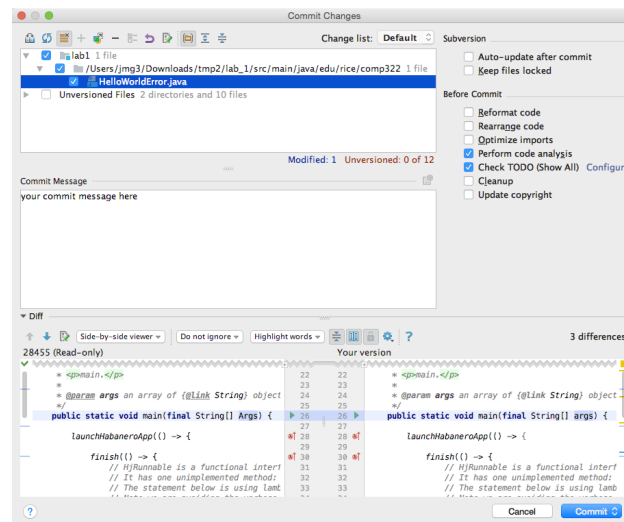 Commit Changes
Change list: Default
lab1 1 file
/Users/jmg3/Downloads/tmp2/lab_1/src/main/java/edu/rice/comp322 1 file
HelloWorldError.java
Unversioned Files 2 directories and 10 files
Modified: 1 Unversioned: 0 of 12
Subversion
Auto-update after commit
Keep files locked
Before Commit
Reformat code
Rearrange code
Optimize imports
Perform code analysis
Check TODO (Show All) Configur
Cleanup
Update copyright
Commit Message
your commit message here
Diff
Side-by-side viewer Do not ignore Highlight words ? 3 differences
28455 (Read-only) Your version
* <p>main.</p> 22 22 * <p>main.</p>
* 23 23 *
* @param args an array of {@link String} object 24 24 * @param args an array of {@link String} object
*/ 25 25 */
public static void main(final String[] Args) { 26 26 public static void main(final String[] args) {
27 27
launchHabaneroApp(() -> { 28 28 launchHabaneroApp(() -> {
29 29
finish(() -> { 30 30 finish(() -> {
// HjRunnable is a functional interf 31 31 // HjRunnable is a functional interf
// It has one unimplemented method: 32 32 // It has one unimplemented method:
// The statement below is using lamb 33 33 // The statement below is using lamb
? Cancel Commit